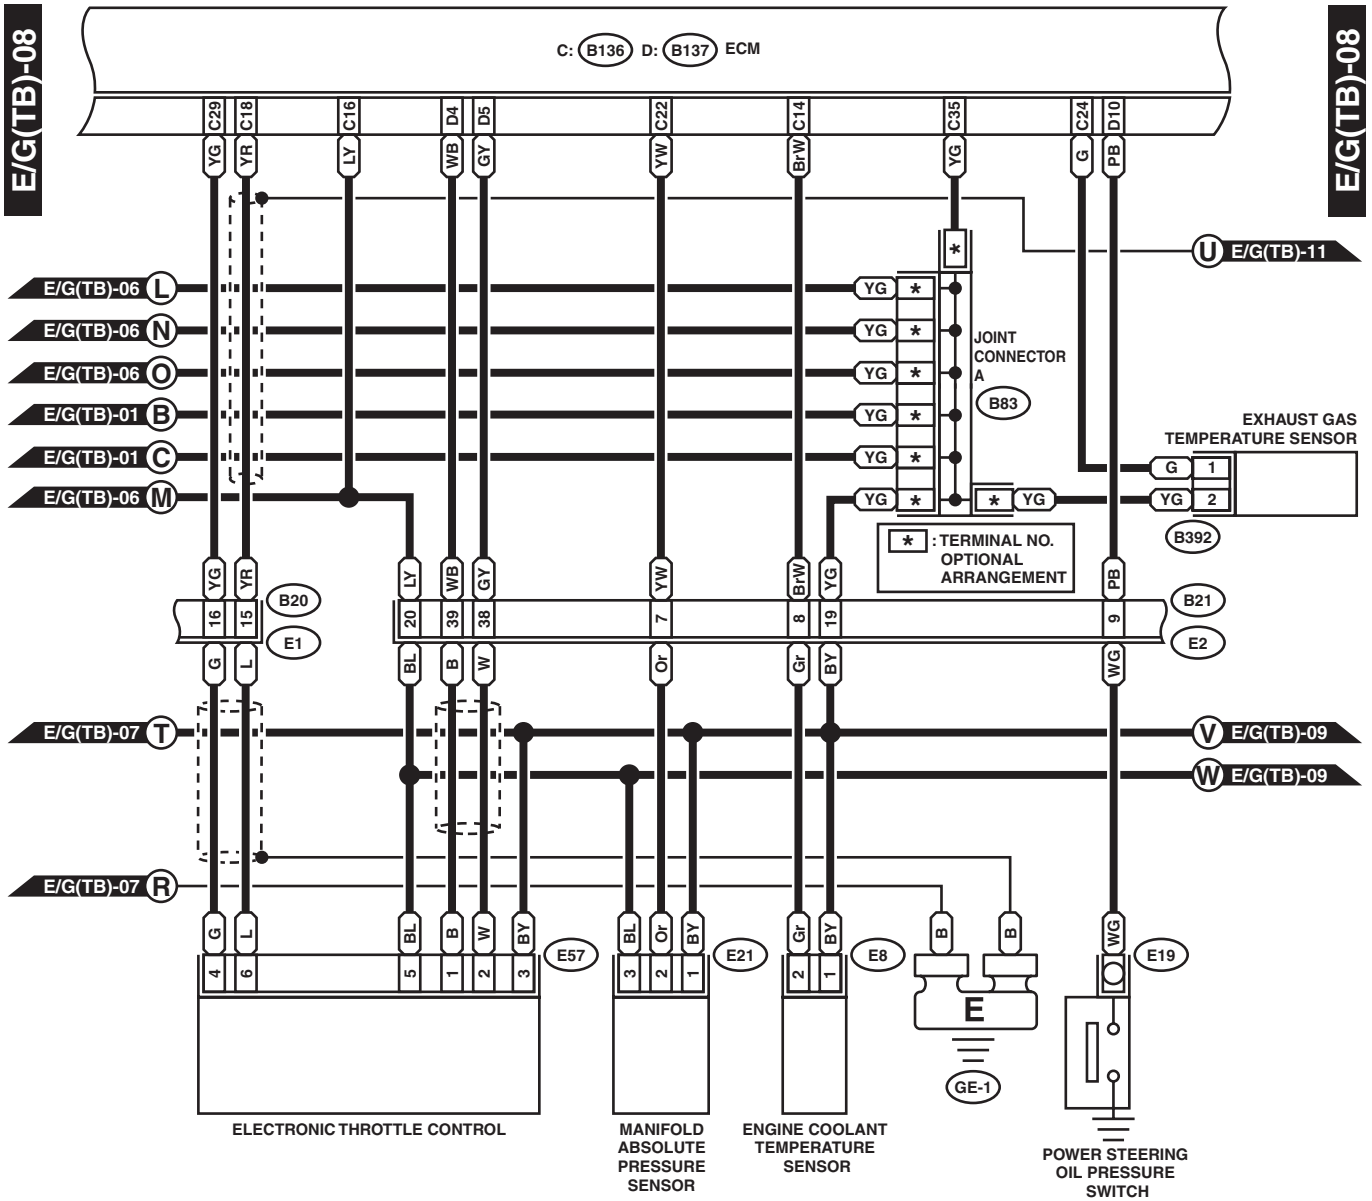 E/G(TB)-08
E/G(TB)-08
C: B136 D: B137 ECM
C29 C18 C16 D4 D5 C22 C14 C35 C24 D10
YG YR LY WB GY YW BrW YG G PB
*
U E/G(TB)-11
E/G(TB)-06 L YG *
E/G(TB)-06 N YG *
JOINT
CONNECTOR
A
E/G(TB)-06 O YG *
B83
E/G(TB)-01 B YG *
EXHAUST GAS
TEMPERATURE SENSOR
E/G(TB)-01 C YG *
G 1
E/G(TB)-06 M YG * * YG YG 2
B392
* : TERMINAL NO.
OPTIONAL
ARRANGEMENT
YG YR LY WB GY YW BrW YG PB
B20 B21
16 15 20 39 38 7 8 19 9
E1 E2
G L BL B W Or Gr BY WG
E/G(TB)-07 T V E/G(TB)-09
W E/G(TB)-09
E/G(TB)-07 R
G L BL B W BY BL Or BY Gr BY B B WG
E57 E21 E8 E19
4 6 5 1 2 3 3 2 1 2 1
E
GE-1
ELECTRONIC THROTTLE CONTROL
MANIFOLD
ABSOLUTE
PRESSURE
SENSOR
ENGINE COOLANT
TEMPERATURE
SENSOR
POWER STEERING
OIL PRESSURE
SWITCH